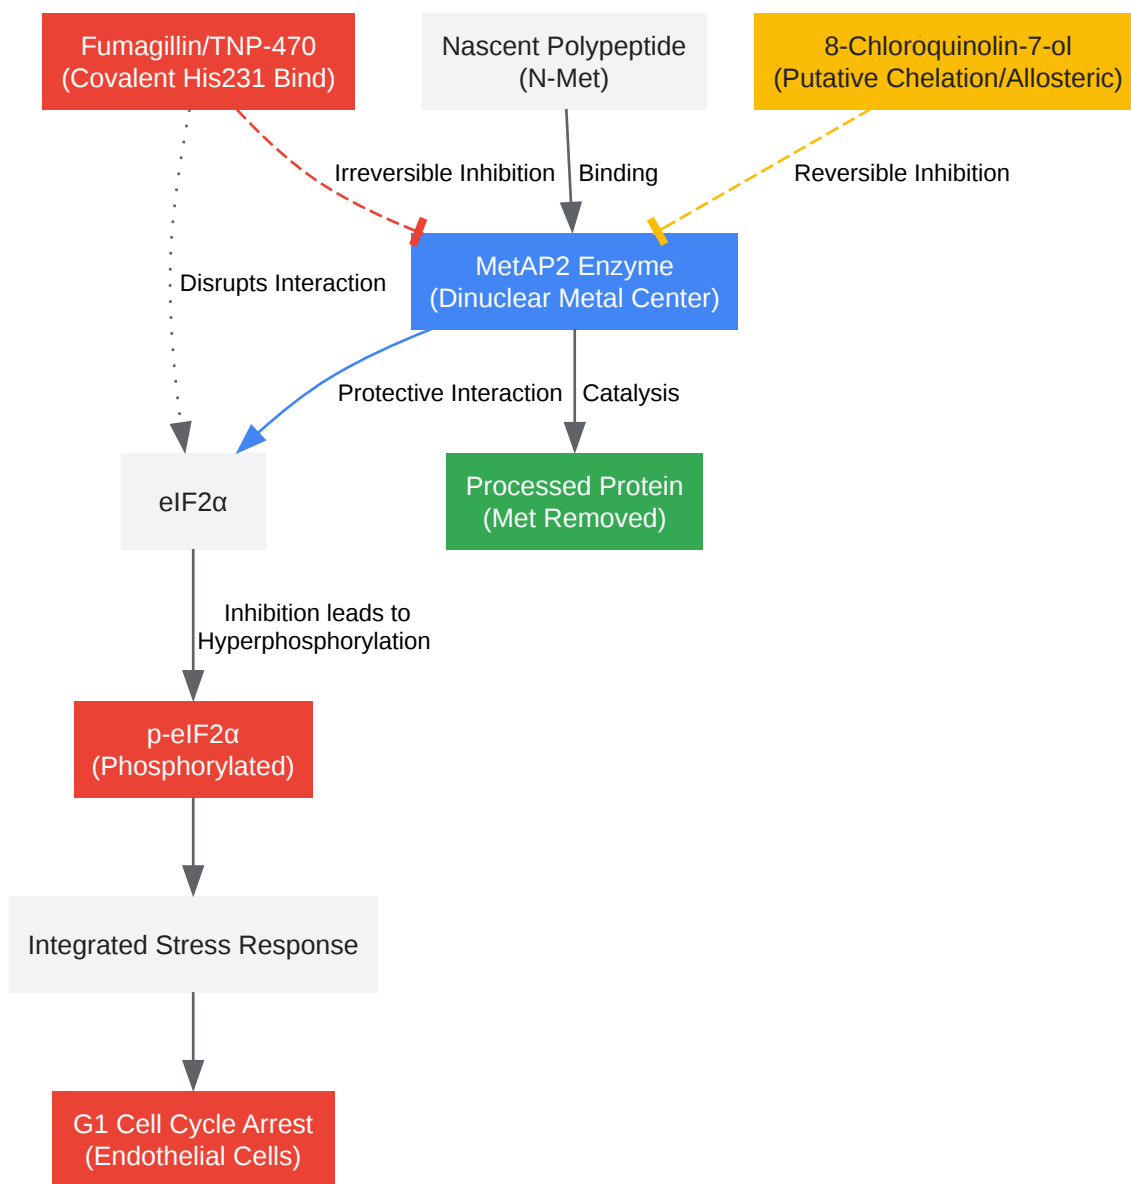 Fumagillin/TNP-470
(Covalent His231 Bind)
Nascent Polypeptide
(N-Met)
8-Chloroquinolin-7-ol
(Putative Chelation/Allosteric)
Irreversible Inhibition
Binding
Reversible Inhibition
MetAP2 Enzyme
(Dinuclear Metal Center)
Disrupts Interaction
Protective Interaction
Catalysis
eIF2α
Processed Protein
(Met Removed)
Inhibition leads to
Hyperphosphorylation
p-eIF2α
(Phosphorylated)
Integrated Stress Response
G1 Cell Cycle Arrest
(Endothelial Cells)